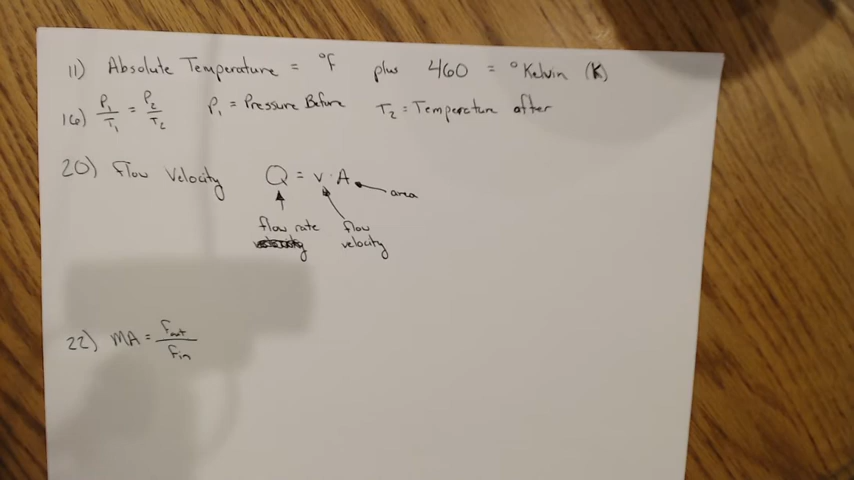 11) Absolute Temperature = °F plus 460 = °Kelvin (K)
16) P₁/T₁ = P₂/T₂ P₁ = Pressure Before T₂ = Temperature after
20) Flow Velocity Q = v · A
area
flow rate flow
velocity
22) MA = Fout/Fin